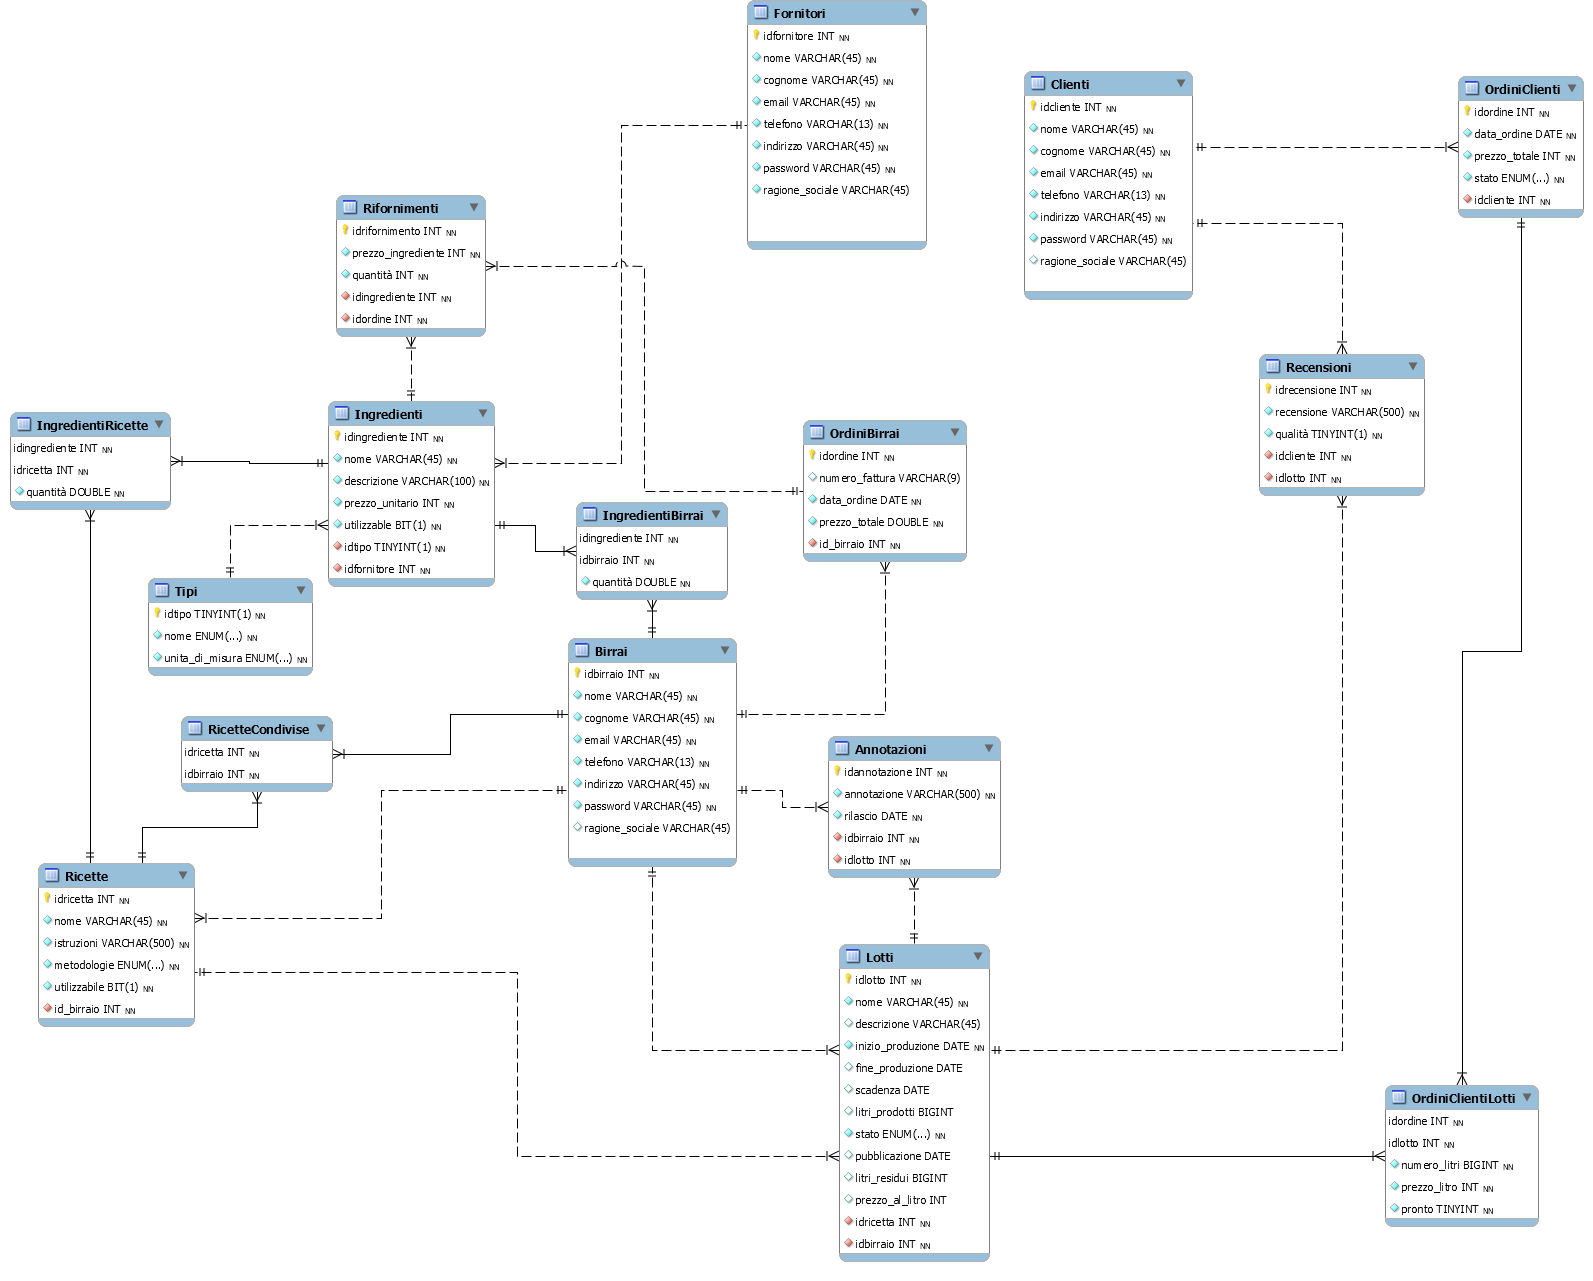 Fornitori
idfornitore INT NN
nome VARCHAR(45) NN
cognome VARCHAR(45) NN
email VARCHAR(45) NN
telefono VARCHAR(13) NN
indirizzo VARCHAR(45) NN
password VARCHAR(45) NN
ragione_sociale VARCHAR(45)
Clienti
idcliente INT NN
nome VARCHAR(45) NN
cognome VARCHAR(45) NN
email VARCHAR(45) NN
telefono VARCHAR(13) NN
indirizzo VARCHAR(45) NN
password VARCHAR(45) NN
ragione_sociale VARCHAR(45)
OrdiniClienti
idordine INT NN
data_ordine DATE NN
prezzo_totale INT NN
stato ENUM(...) NN
idcliente INT NN
Rifornimenti
idrifornimento INT NN
prezzo_ingrediente INT NN
quantità INT NN
idingrediente INT NN
idordine INT NN
Recensioni
idrecensione INT NN
recensione VARCHAR(500) NN
qualità TINYINT(1) NN
idcliente INT NN
idlotto INT NN
IngredientiRicette
idingrediente INT NN
idricetta INT NN
quantità DOUBLE NN
Ingredienti
idingrediente INT NN
nome VARCHAR(45) NN
descrizione VARCHAR(100) NN
prezzo_unitario INT NN
utilizzable BIT(1) NN
idtipo TINYINT(1) NN
idfornitore INT NN
OrdiniBirrai
idordine INT NN
numero_fattura VARCHAR(9)
data_ordine DATE NN
prezzo_totale DOUBLE NN
id_birraio INT NN
IngredientiBirrai
idingrediente INT NN
idbirraio INT NN
quantità DOUBLE NN
Tipi
idtipo TINYINT(1) NN
nome ENUM(...) NN
unita_di_misura ENUM(...) NN
Birrai
idbirraio INT NN
nome VARCHAR(45) NN
cognome VARCHAR(45) NN
email VARCHAR(45) NN
telefono VARCHAR(13) NN
indirizzo VARCHAR(45) NN
password VARCHAR(45) NN
ragione_sociale VARCHAR(45)
RicetteCondivise
idricetta INT NN
idbirraio INT NN
Annotazioni
idannotazione INT NN
annotazione VARCHAR(500) NN
rilascio DATE NN
idbirraio INT NN
idlotto INT NN
Ricette
idricetta INT NN
nome VARCHAR(45) NN
istruzioni VARCHAR(500) NN
metodologie ENUM(...) NN
utilizzabile BIT(1) NN
id_birraio INT NN
Lotti
idlotto INT NN
nome VARCHAR(45) NN
descrizione VARCHAR(45)
inizio_produzione DATE NN
fine_produzione DATE
scadenza DATE
litri_prodotti BIGINT
stato ENUM(...) NN
pubblicazione DATE
litri_residui BIGINT
prezzo_al_litro INT
idricetta INT NN
idbirraio INT NN
OrdiniClientiLotti
idordine INT NN
idlotto INT NN
numero_litri BIGINT NN
prezzo_litro INT NN
pronto TINYINT NN